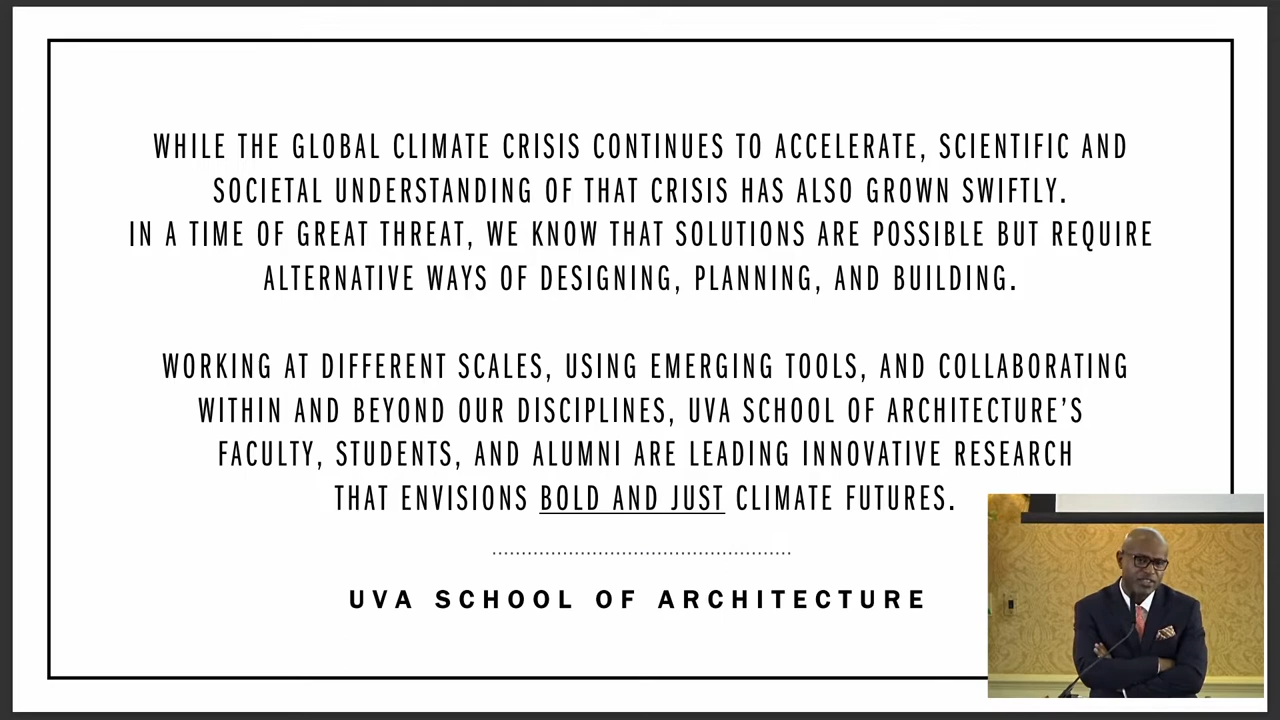 WHILE THE GLOBAL CLIMATE CRISIS CONTINUES TO ACCELERATE, SCIENTIFIC AND
SOCIETAL UNDERSTANDING OF THAT CRISIS HAS ALSO GROWN SWIFTLY.
IN A TIME OF GREAT THREAT, WE KNOW THAT SOLUTIONS ARE POSSIBLE BUT REQUIRE
ALTERNATIVE WAYS OF DESIGNING, PLANNING, AND BUILDING.
WORKING AT DIFFERENT SCALES, USING EMERGING TOOLS, AND COLLABORATING
WITHIN AND BEYOND OUR DISCIPLINES, UVA SCHOOL OF ARCHITECTURE’S
FACULTY, STUDENTS, AND ALUMNI ARE LEADING INNOVATIVE RESEARCH
THAT ENVISIONS BOLD AND JUST CLIMATE FUTURES.
UVA SCHOOL OF ARCHITECTURE